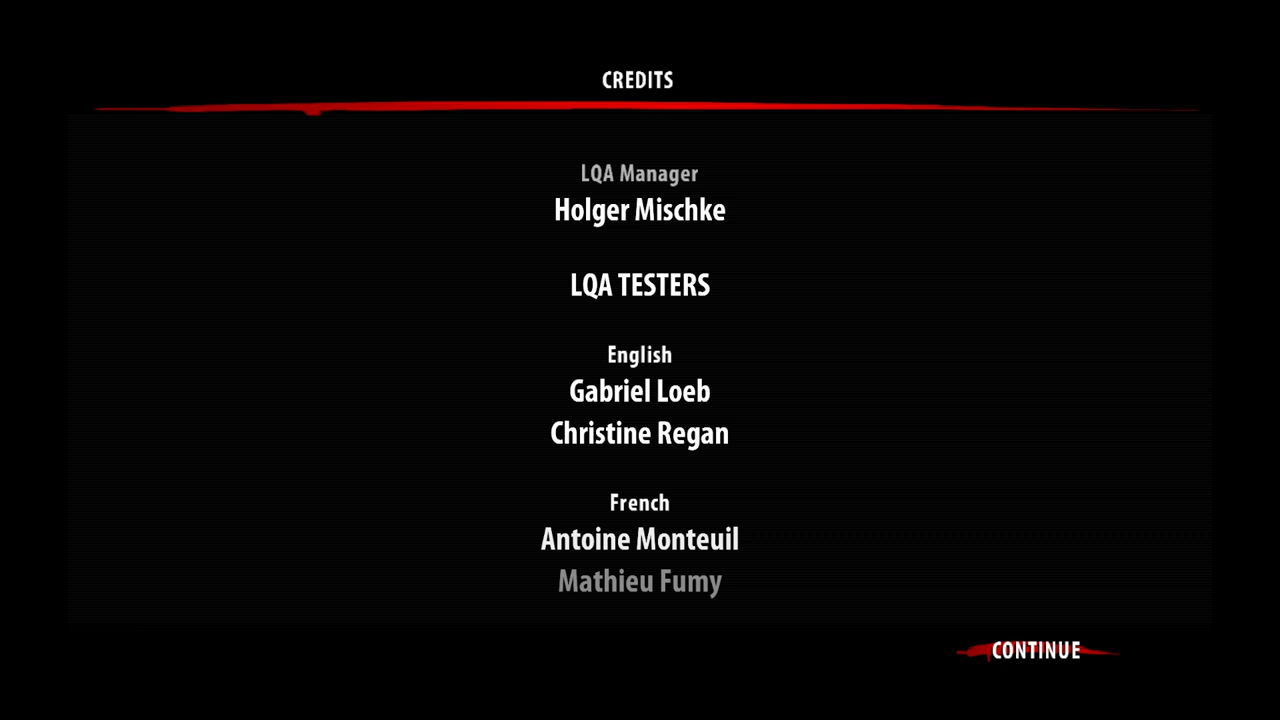 CREDITS
LQA Manager
Holger Mischke
LQA TESTERS
English
Gabriel Loeb
Christine Regan
French
Antoine Monteuil
Mathieu Fumy
CONTINUE